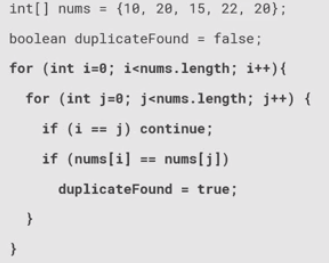 int[] nums = {10, 20, 15, 22, 20};
boolean duplicateFound = false;
for (int i=0; i<nums.length; i++){
for (int j=0; j<nums.length; j++) {
if (i == j) continue;
if (nums[i] == nums[j])
duplicateFound = true;
}
}